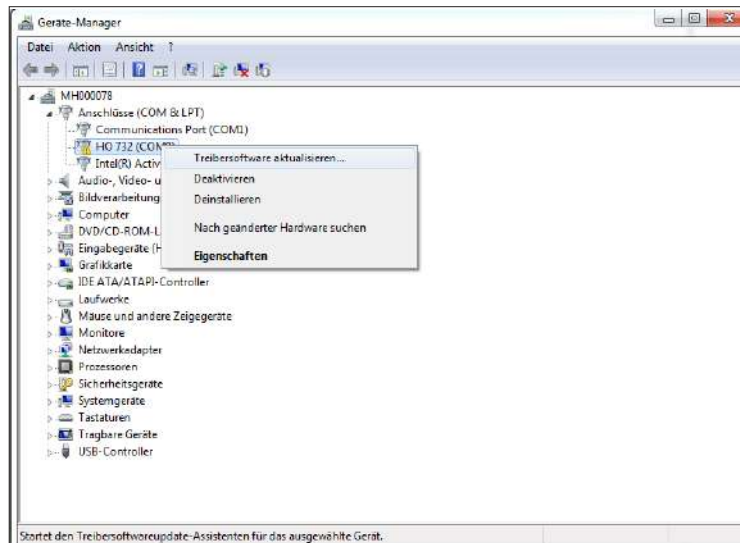 Geräte-Manager
Datei Aktion Ansicht ?
MH000078
Anschlüsse (COM & LPT)
Communications Port (COM1)
HO 732 (COM
Intel(R) Activ
Audio-, Video- u
Bildverarbeitung
Computer
DVD/CD-ROM-L
Eingabegeräte (H
Grafikkarte
IDE ATA/ATAPI-Controller
Laufwerke
Mäuse und andere Zeigegeräte
Monitore
Netzwerkadapter
Prozessoren
Sicherheitsgeräte
Systemgeräte
Tastaturen
Tragbare Geräte
USB-Controller
Treibersoftware aktualisieren...
Deaktivieren
Deinstallieren
Nach geänderter Hardware suchen
Eigenschaften
Startet den Treibersoftwareupdate-Assistenten für das ausgewählte Gerät.